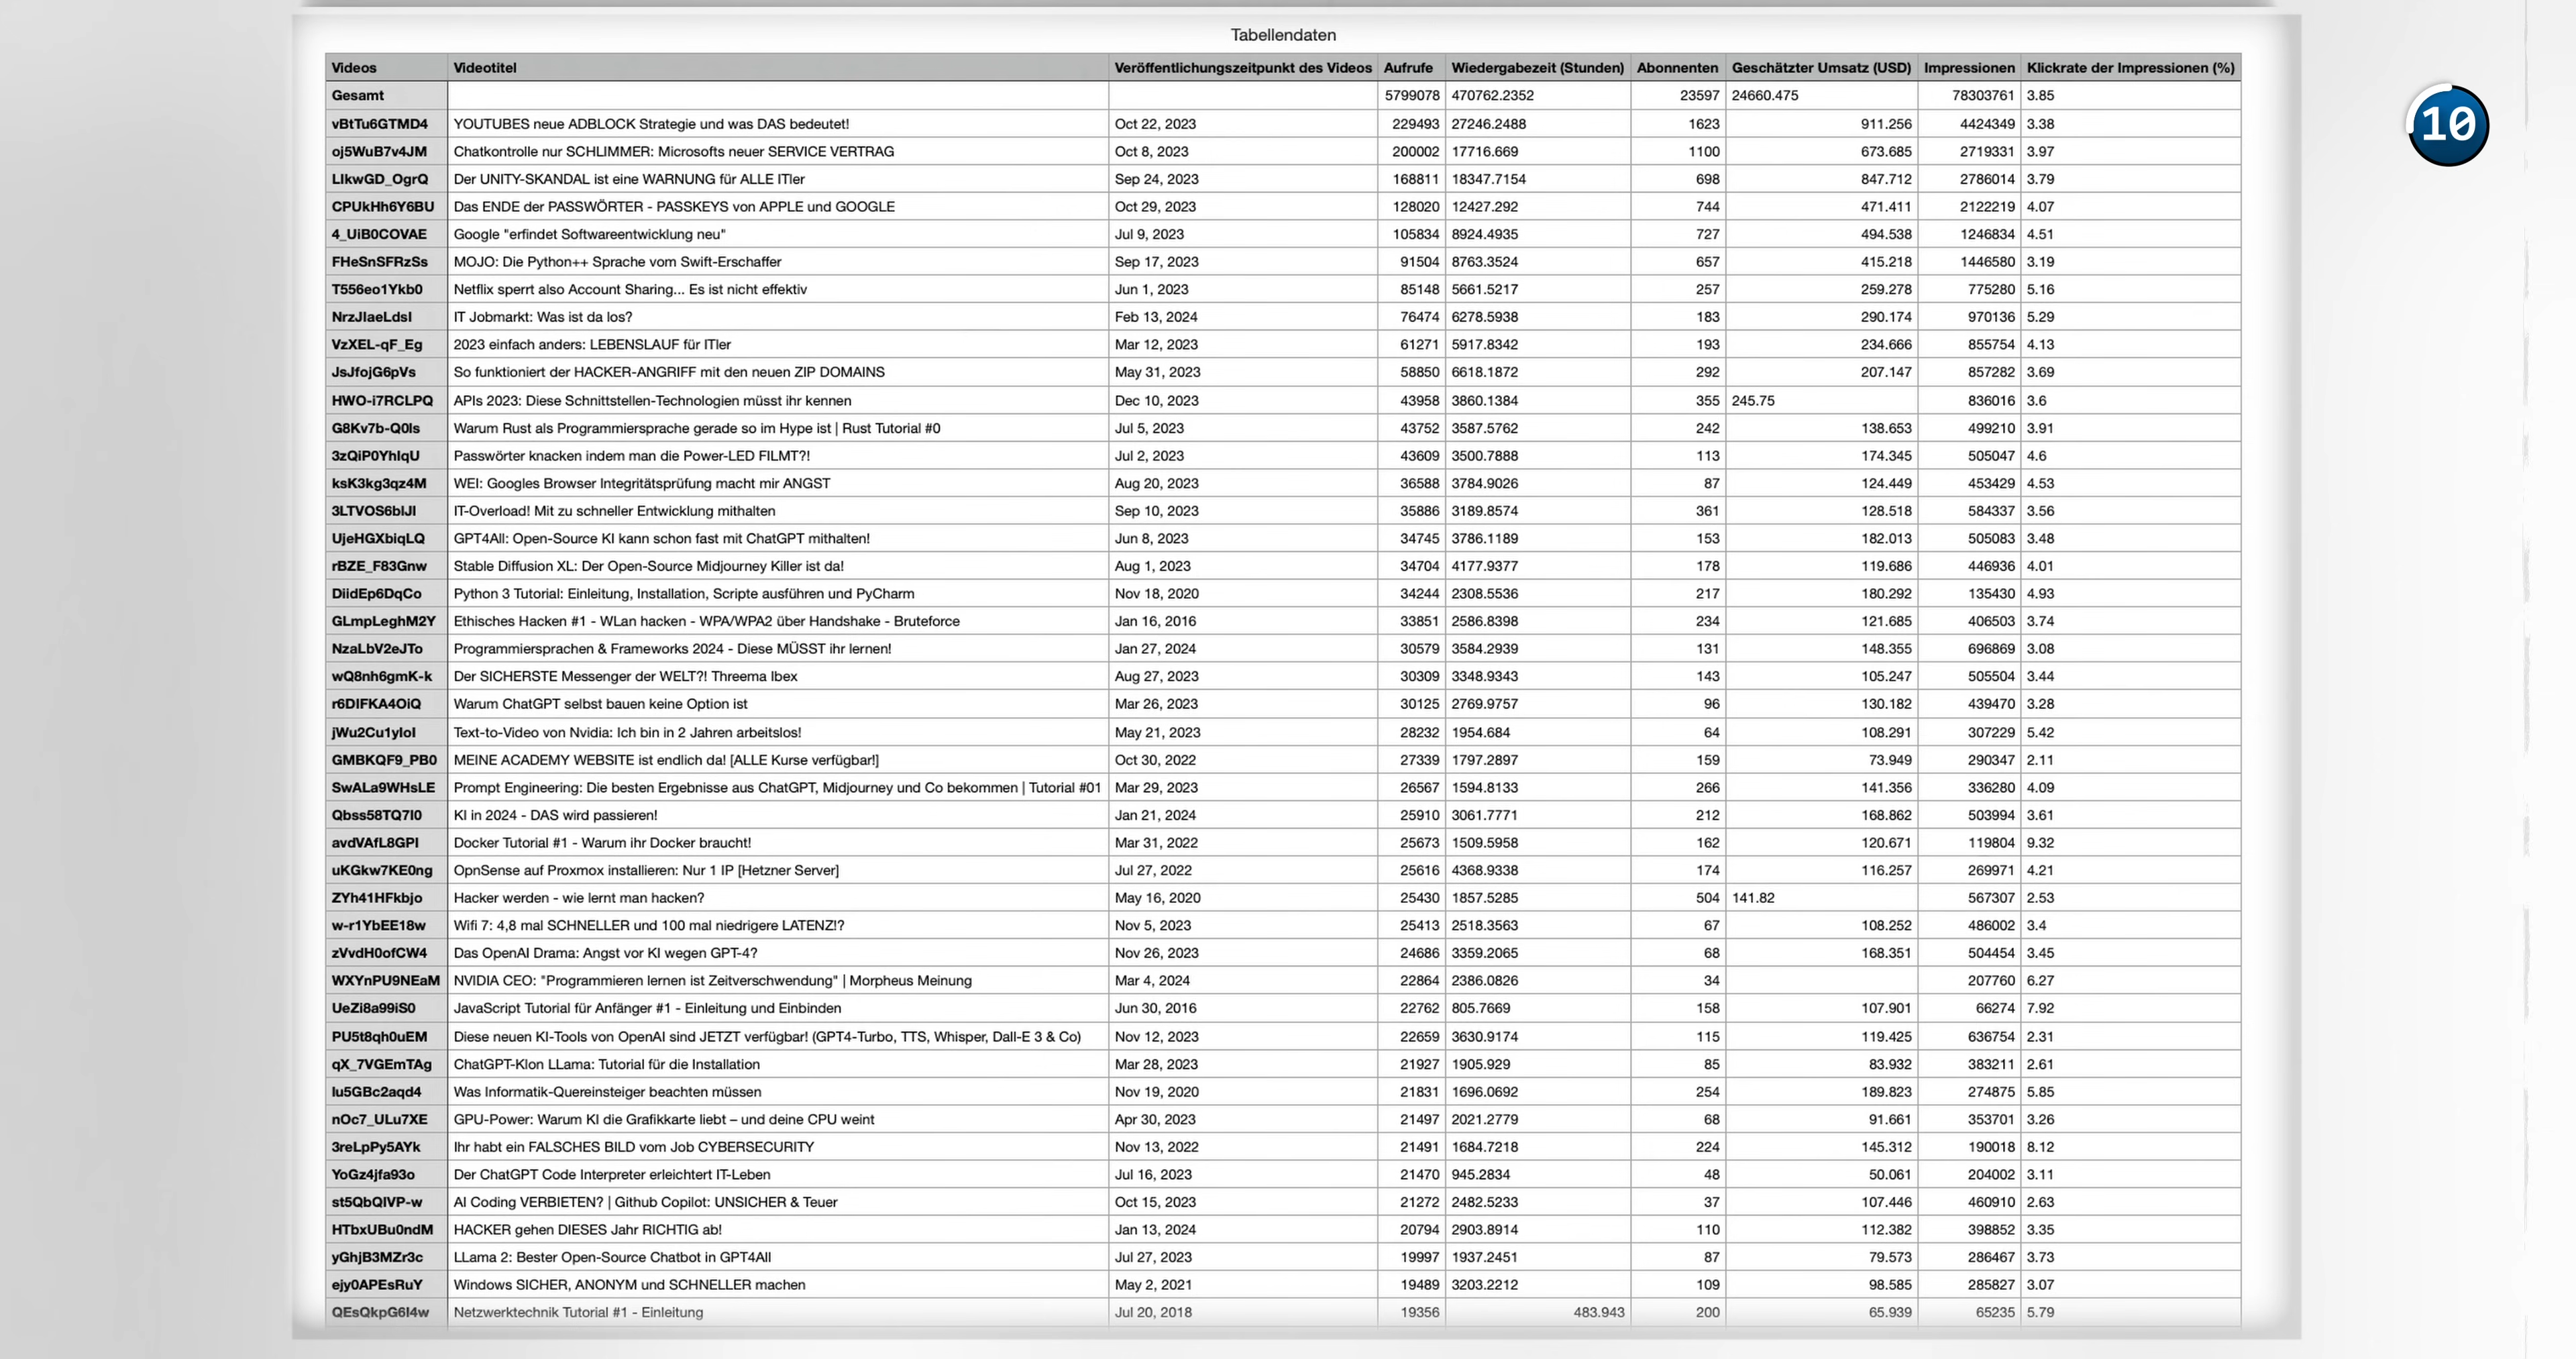 Tabellendaten
Videos Videotitel Veröffentlichungszeitpunkt des Videos Aufrufe Wiedergabezeit (Stunden) Abonnenten Geschätzter Umsatz (USD) Impressionen Klickrate der Impressionen (%)
Gesamt 5799078 470762.2352 23597 24660.475 78303761 3.85
10
vBtTu6GTMD4 YOUTUBES neue ADBLOCK Strategie und was DAS bedeutet! Oct 22, 2023 229493 27246.2488 1623 911.256 4424349 3.38
oj5WuB7v4JM Chatkontrolle nur SCHLIMMER: Microsofts neuer SERVICE VERTRAG Oct 8, 2023 200002 17716.669 1100 673.685 2719331 3.97
LIkwGD_OgrQ Der UNITY-SKANDAL ist eine WARNUNG für ALLE ITler Sep 24, 2023 168811 18347.7154 698 847.712 2786014 3.79
CPUkHh6Y6BU Das ENDE der PASSWÖRTER - PASSKEYS von APPLE und GOOGLE Oct 29, 2023 128020 12427.292 744 471.411 2122219 4.07
4_UiB0COVAE Google "erfindet Softwareentwicklung neu" Jul 9, 2023 105834 8924.4935 727 494.538 1246834 4.51
FHeSnSFRzSs MOJO: Die Python++ Sprache vom Swift-Erschaffer Sep 17, 2023 91504 8763.3524 657 415.218 1446580 3.19
T556eo1Ykb0 Netflix sperrt also Account Sharing... Es ist nicht effektiv Jun 1, 2023 85148 5661.5217 257 259.278 775280 5.16
NrzJlaeLdsI IT Jobmarkt: Was ist da los? Feb 13, 2024 76474 6278.5938 183 290.174 970136 5.29
VzXEL-qF_Eg 2023 einfach anders: LEBENSLAUF für ITler Mar 12, 2023 61271 5917.8342 193 234.666 855754 4.13
JsJfojG6pVs So funktioniert der HACKER-ANGRIFF mit den neuen ZIP DOMAINS May 31, 2023 58850 6618.1872 292 207.147 857282 3.69
HWO-i7RCLPQ APIs 2023: Diese Schnittstellen-Technologien müsst ihr kennen Dec 10, 2023 43958 3860.1384 355 245.75 836016 3.6
G8Kv7b-Q0Is Warum Rust als Programmiersprache gerade so im Hype ist | Rust Tutorial #0 Jul 5, 2023 43752 3587.5762 242 138.653 499210 3.91
3zQiP0YhIqU Passwörter knacken indem man die Power-LED FILMT?! Jul 2, 2023 43609 3500.7888 113 174.345 505047 4.6
ksK3kg3qz4M WEI: Googles Browser Integritätsprüfung macht mir ANGST Aug 20, 2023 36588 3784.9026 87 124.449 453429 4.53
3LTVOS6blJI IT-Overload! Mit zu schneller Entwicklung mithalten Sep 10, 2023 35886 3189.8574 361 128.518 584337 3.56
UjeHGXbiqLQ GPT4All: Open-Source KI kann schon fast mit ChatGPT mithalten! Jun 8, 2023 34745 3786.1189 153 182.013 505083 3.48
rBZE_F83Gnw Stable Diffusion XL: Der Open-Source Midjourney Killer ist da! Aug 1, 2023 34704 4177.9377 178 119.686 446936 4.01
DiidEp6DqCo Python 3 Tutorial: Einleitung, Installation, Scripte ausführen und PyCharm Nov 18, 2020 34244 2308.5536 217 180.292 135430 4.93
GLmpLeghM2Y Ethisches Hacken #1 - WLan hacken - WPA/WPA2 über Handshake - Bruteforce Jan 16, 2016 33851 2586.8398 234 121.685 406503 3.74
NzaLbV2eJTo Programmiersprachen & Frameworks 2024 - Diese MÜSST ihr lernen! Jan 27, 2024 30579 3584.2939 131 148.355 696869 3.08
wQ8nh6gmK-k Der SICHERSTE Messenger der WELT?! Threema Ibex Aug 27, 2023 30309 3348.9343 143 105.247 505504 3.44
r6DIFKA4OiQ Warum ChatGPT selbst bauen keine Option ist Mar 26, 2023 30125 2769.9757 96 130.182 439470 3.28
jWu2Cu1yIoI Text-to-Video von Nvidia: Ich bin in 2 Jahren arbeitslos! May 21, 2023 28232 1954.684 64 108.291 307229 5.42
GMBKQF9_PB0 MEINE ACADEMY WEBSITE ist endlich da! [ALLE Kurse verfügbar!] Oct 30, 2022 27339 1797.2897 159 73.949 290347 2.11
SwALa9WHsLE Prompt Engineering: Die besten Ergebnisse aus ChatGPT, Midjourney und Co bekommen | Tutorial #01 Mar 29, 2023 26567 1594.8133 266 141.356 336280 4.09
Qbss58TQ7I0 KI in 2024 - DAS wird passieren! Jan 21, 2024 25910 3061.7771 212 168.862 503994 3.61
avdVAfL8GPI Docker Tutorial #1 - Warum ihr Docker braucht! Mar 31, 2022 25673 1509.5958 162 120.671 119804 9.32
uKGkw7KE0ng OpnSense auf Proxmox installieren: Nur 1 IP [Hetzner Server] Jul 27, 2022 25616 4368.9338 174 116.257 269971 4.21
ZYh41HFkbjo Hacker werden - wie lernt man hacken? May 16, 2020 25430 1857.5285 504 141.82 567307 2.53
w-r1YbEE18w Wifi 7: 4,8 mal SCHNELLER und 100 mal niedrigere LATENZ!? Nov 5, 2023 25413 2518.3563 67 108.252 486002 3.4
zVvdH0ofCW4 Das OpenAI Drama: Angst vor KI wegen GPT-4? Nov 26, 2023 24686 3359.2065 68 168.351 504454 3.45
WXYnPU9NEaM NVIDIA CEO: "Programmieren lernen ist Zeitverschwendung" | Morpheus Meinung Mar 4, 2024 22864 2386.0826 34 207760 6.27
UeZi8a99iS0 JavaScript Tutorial für Anfänger #1 - Einleitung und Einbinden Jun 30, 2016 22762 805.7669 158 107.901 66274 7.92
PU5t8qh0uEM Diese neuen KI-Tools von OpenAI sind JETZT verfügbar! (GPT4-Turbo, TTS, Whisper, Dall-E 3 & Co) Nov 12, 2023 22659 3630.9174 115 119.425 636754 2.31
qX_7VGEmTAg ChatGPT-Klon LLama: Tutorial für die Installation Mar 28, 2023 21927 1905.929 85 83.932 383211 2.61
lu5GBc2aqd4 Was Informatik-Quereinsteiger beachten müssen Nov 19, 2020 21831 1696.0692 254 189.823 274875 5.85
nOc7_ULu7XE GPU-Power: Warum KI die Grafikkarte liebt – und deine CPU weint Apr 30, 2023 21497 2021.2779 68 91.661 353701 3.26
3reLpPy5AYk Ihr habt ein FALSCHES BILD vom Job CYBERSECURITY Nov 13, 2022 21491 1684.7218 224 145.312 190018 8.12
YoGz4jfa93o Der ChatGPT Code Interpreter erleichtert IT-Leben Jul 16, 2023 21470 945.2834 48 50.061 204002 3.11
st5QbQIVP-w AI Coding VERBIETEN? | Github Copilot: UNSICHER & Teuer Oct 15, 2023 21272 2482.5233 37 107.446 460910 2.63
HTbxUBu0ndM HACKER gehen DIESES Jahr RICHTIG ab! Jan 13, 2024 20794 2903.8914 110 112.382 398852 3.35
yGhjB3MZr3c LLama 2: Bester Open-Source Chatbot in GPT4All Jul 27, 2023 19997 1937.2451 87 79.573 286467 3.73
ejy0APEsRuY Windows SICHER, ANONYM und SCHNELLER machen May 2, 2021 19489 3203.2212 109 98.585 285827 3.07
QEsQkpG6I4w Netzwerktechnik Tutorial #1 - Einleitung Jul 20, 2018 19356 483.943 200 65.939 65235 5.79